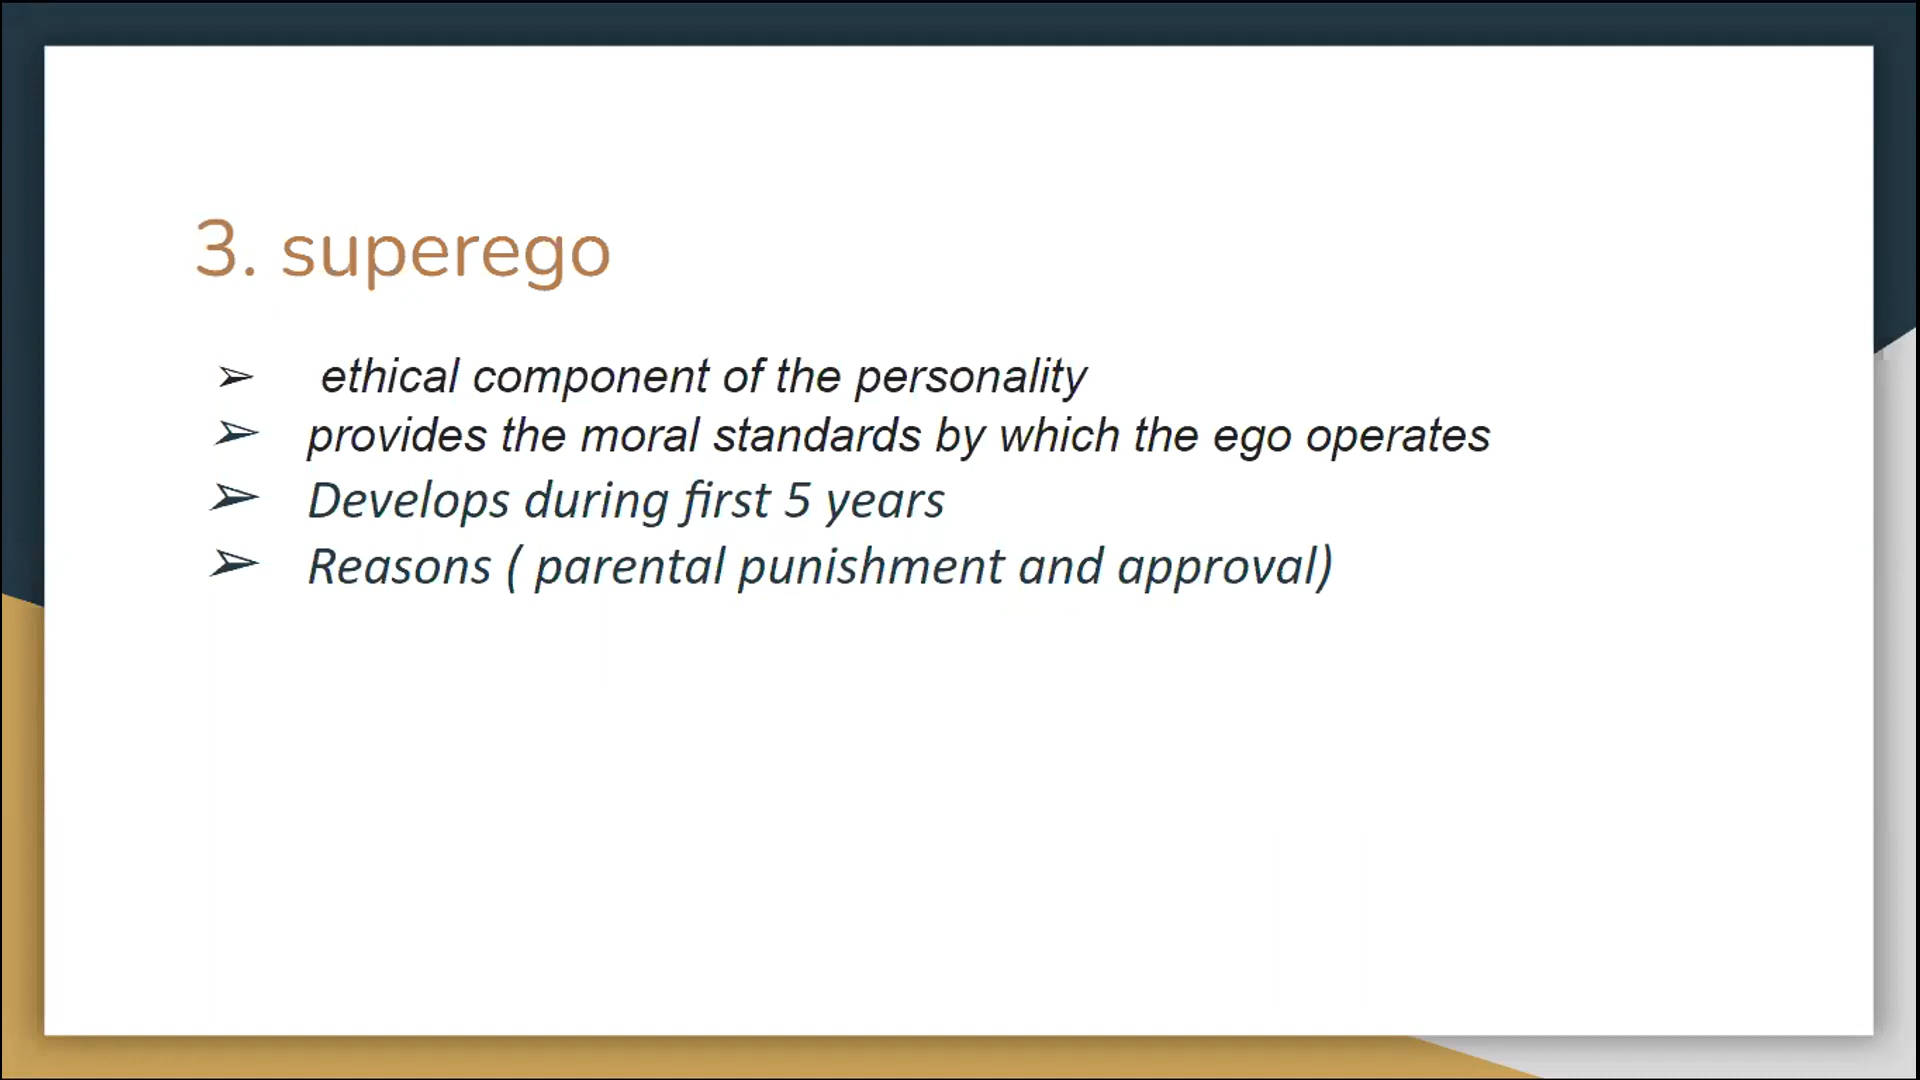 3. superego
➢ ethical component of the personality
➢ provides the moral standards by which the ego operates
➢ Develops during first 5 years
➢ Reasons ( parental punishment and approval)